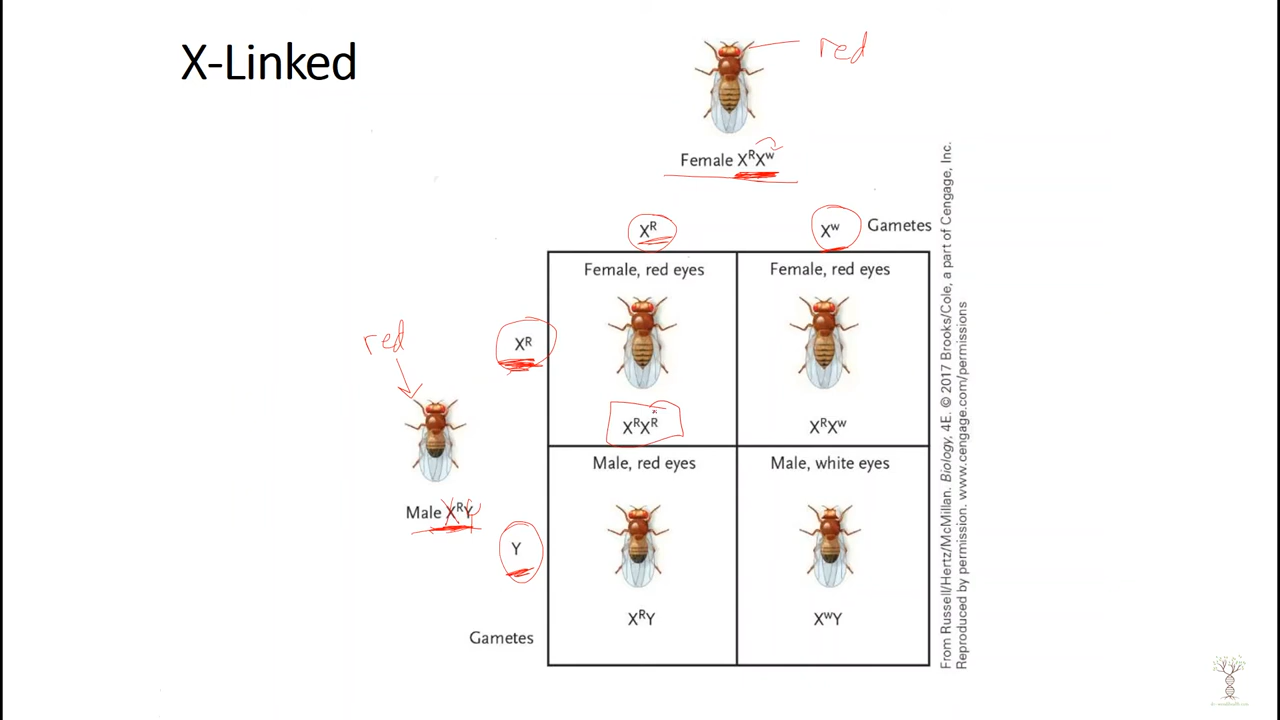 X-Linked
red
Female XᴿXʷ
Xᴿ
Xʷ
Gametes
Female, red eyes
Female, red eyes
red
Xᴿ
XᴿXᴿ
XᴿXʷ
Male, red eyes
Male, white eyes
Male XᴿY
Y
XᴿY
XʷY
Gametes
From Russell/Hertz/McMillan. Biology, 4E. © 2017 Brooks/Cole, a part of Cengage, Inc.
Reproduced by permission. www.cengage.com/permissions